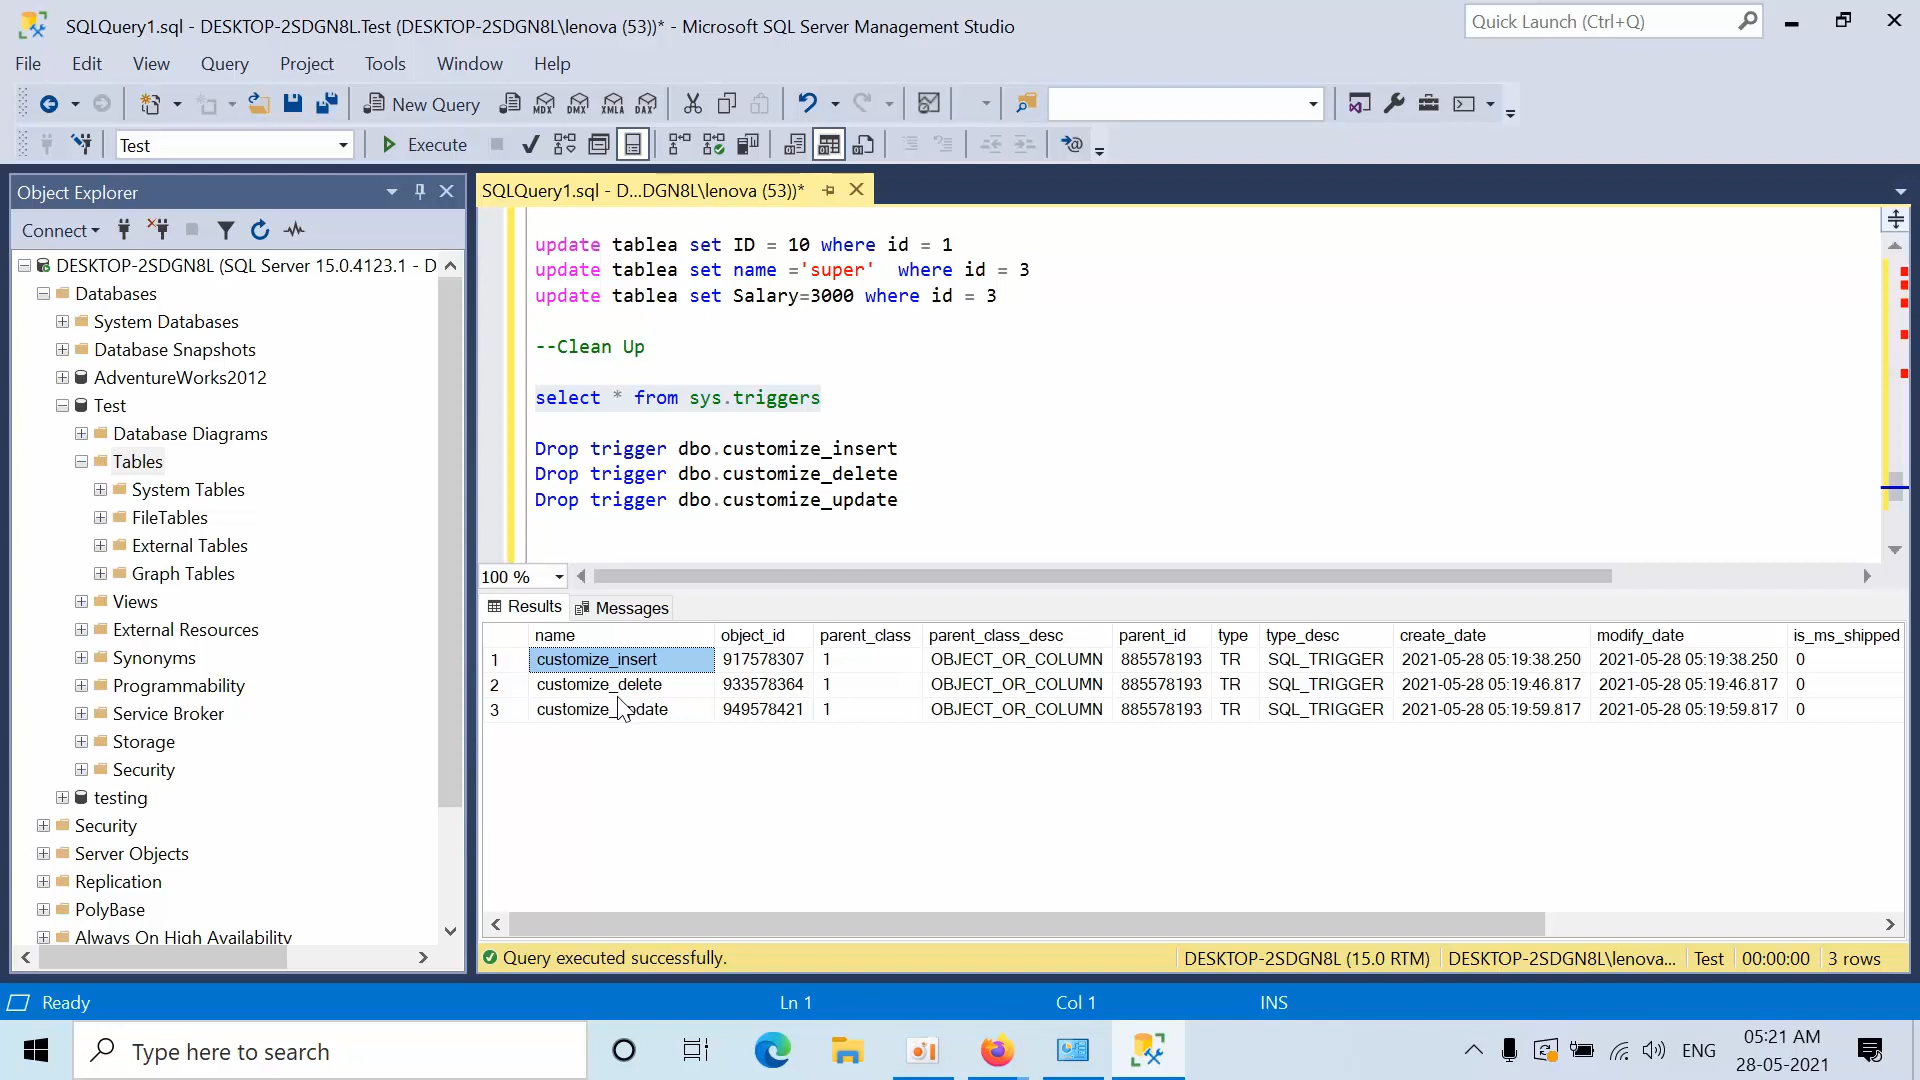 SQLQuery1.sql - DESKTOP-2SDGN8L.Test (DESKTOP-2SDGN8L\lenova (53))* - Microsoft SQL Server Management Studio
Quick Launch (Ctrl+Q)
File Edit View Query Project Tools Window Help
New Query MDX DMX XMLA DAX
Test Execute
Object Explorer
SQLQuery1.sql - D...DGN8L\lenova (53))*
Connect
DESKTOP-2SDGN8L (SQL Server 15.0.4123.1 - D
Databases
System Databases
Database Snapshots
AdventureWorks2012
Test
Database Diagrams
Tables
System Tables
FileTables
External Tables
Graph Tables
Views
External Resources
Synonyms
Programmability
Service Broker
Storage
Security
testing
Security
Server Objects
Replication
PolyBase
Always On High Availability
update tablea set ID = 10 where id = 1
update tablea set name ='super'  where id = 3
update tablea set Salary=3000 where id = 3
--Clean Up
select * from sys.triggers
Drop trigger dbo.customize_insert
Drop trigger dbo.customize_delete
Drop trigger dbo.customize_update
100 %
Results Messages
name object_id parent_class parent_class_desc parent_id type type_desc create_date modify_date is_ms_shipped
1 customize_insert 917578307 1 OBJECT_OR_COLUMN 885578193 TR SQL_TRIGGER 2021-05-28 05:19:38.250 2021-05-28 05:19:38.250 0
2 customize_delete 933578364 1 OBJECT_OR_COLUMN 885578193 TR SQL_TRIGGER 2021-05-28 05:19:46.817 2021-05-28 05:19:46.817 0
3 customize_update 949578421 1 OBJECT_OR_COLUMN 885578193 TR SQL_TRIGGER 2021-05-28 05:19:59.817 2021-05-28 05:19:59.817 0
Query executed successfully. DESKTOP-2SDGN8L (15.0 RTM) DESKTOP-2SDGN8L\lenova... Test 00:00:00 3 rows
Ready Ln 1 Col 1 INS
Type here to search
ENG
05:21 AM
28-05-2021